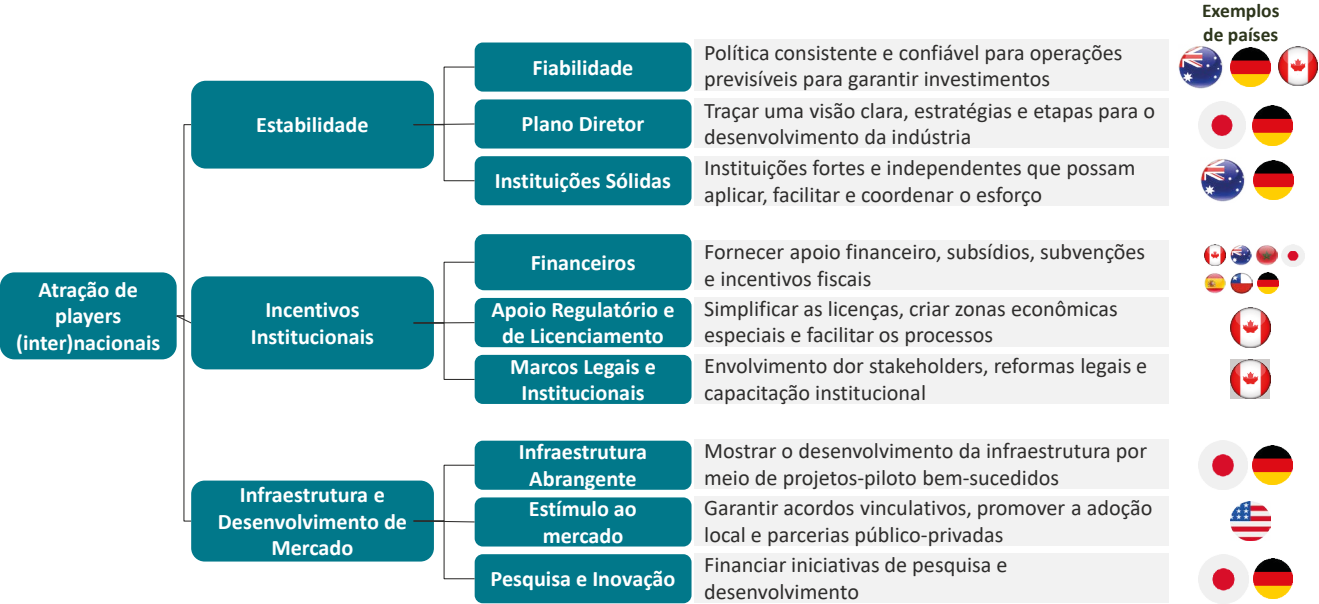 Exemplos
de países
Atração de
players
(inter)nacionais
Estabilidade
Fiabilidade
Política consistente e confiável para operações
previsíveis para garantir investimentos
Plano Diretor
Traçar uma visão clara, estratégias e etapas para o
desenvolvimento da indústria
Instituições Sólidas
Instituições fortes e independentes que possam
aplicar, facilitar e coordenar o esforço
Incentivos
Institucionais
Financeiros
Fornecer apoio financeiro, subsídios, subvenções
e incentivos fiscais
Apoio Regulatório e
de Licenciamento
Simplificar as licenças, criar zonas econômicas
especiais e facilitar os processos
Marcos Legais e
Institucionais
Envolvimento dor stakeholders, reformas legais e
capacitação institucional
Infraestrutura e
Desenvolvimento de
Mercado
Infraestrutura
Abrangente
Mostrar o desenvolvimento da infraestrutura por
meio de projetos-piloto bem-sucedidos
Estímulo ao
mercado
Garantir acordos vinculativos, promover a adoção
local e parcerias público-privadas
Pesquisa e Inovação
Financiar iniciativas de pesquisa e
desenvolvimento